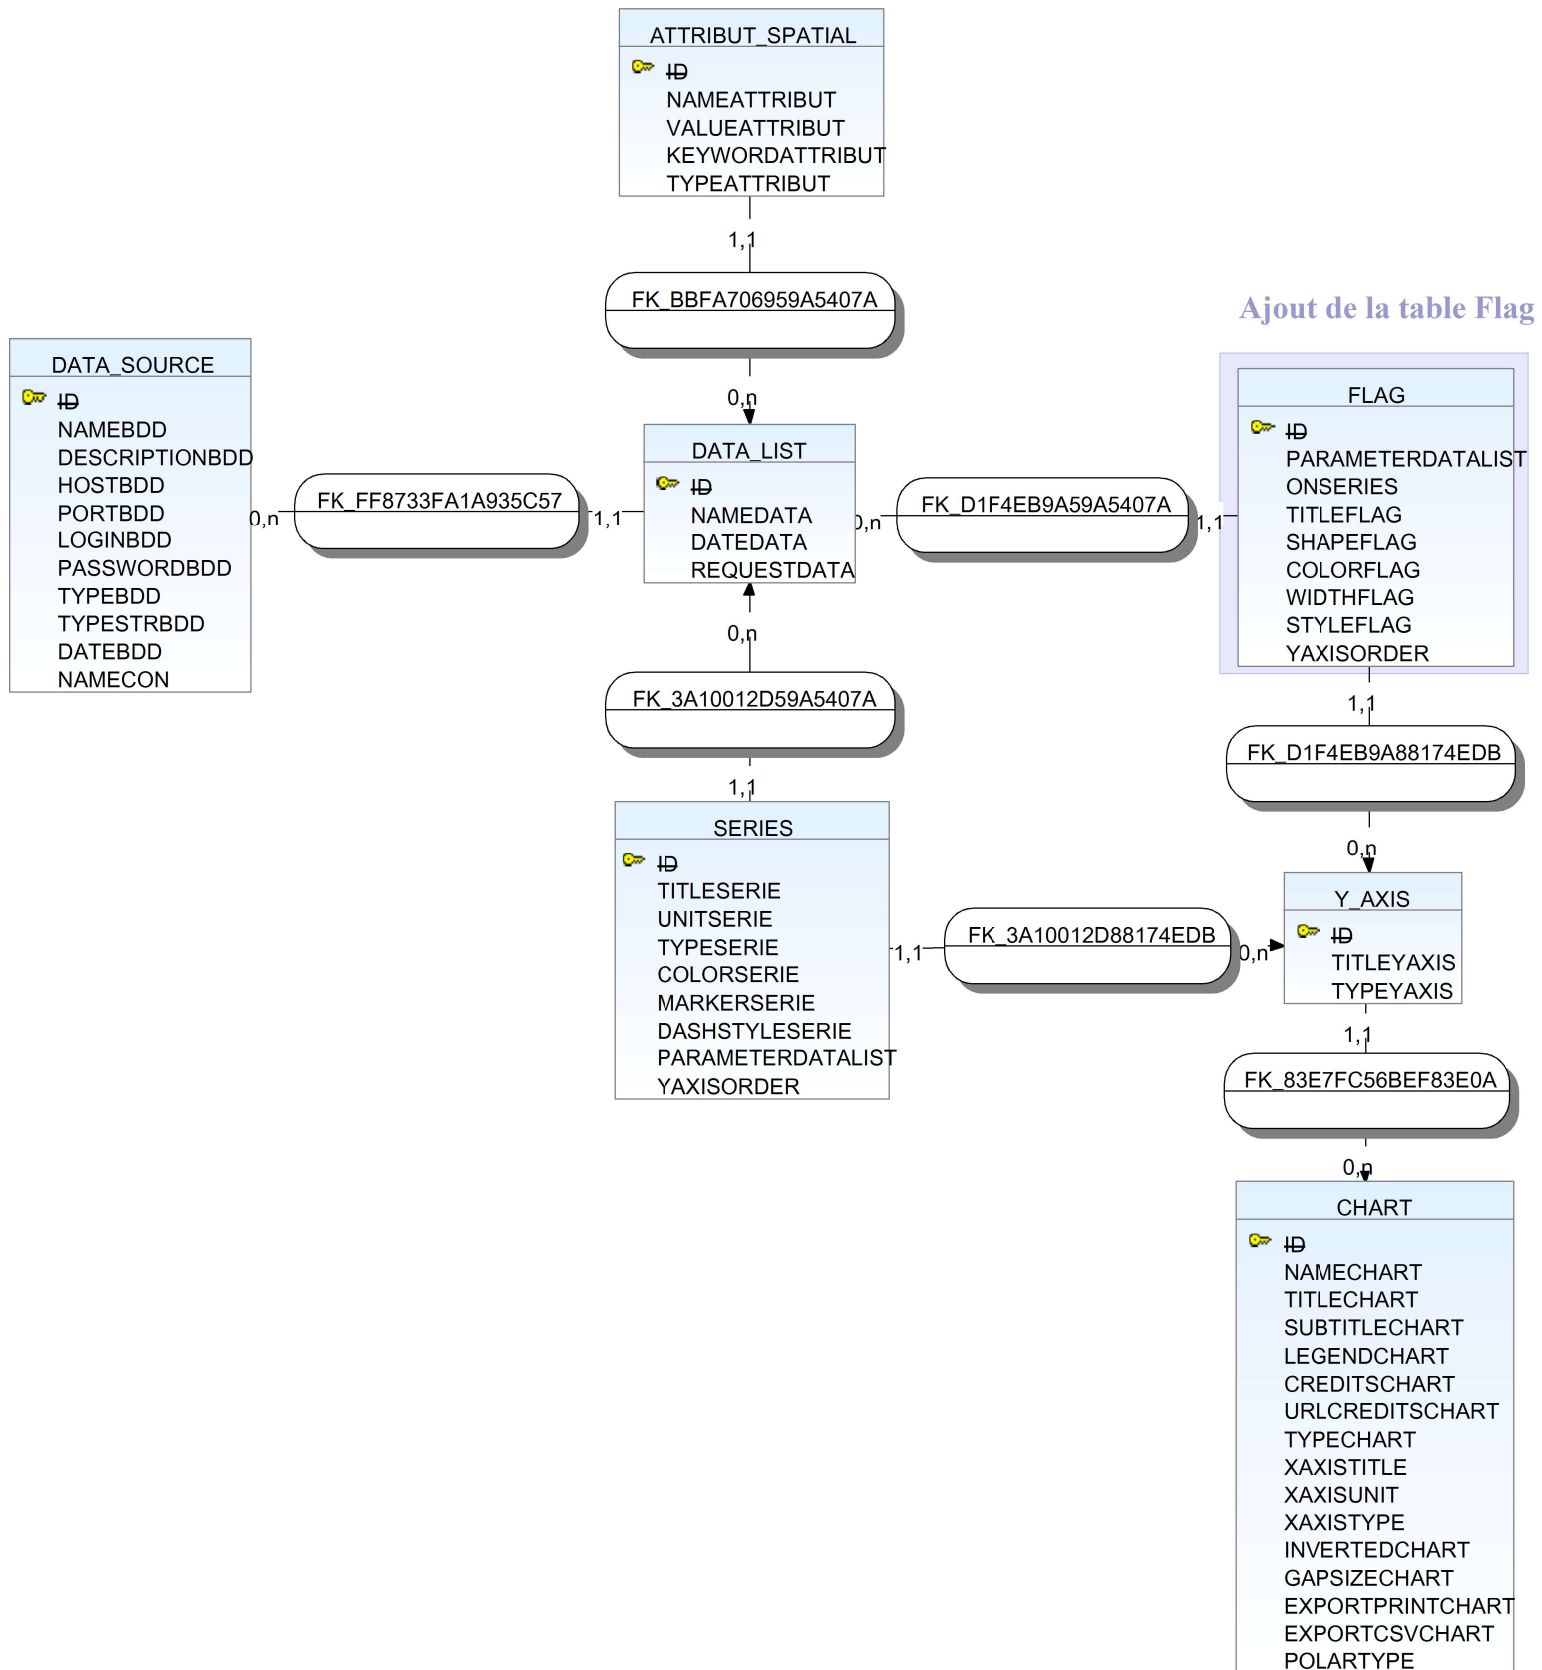 ATTRIBUT_SPATIAL
ID
NAMEATTRIBUT
VALUEATTRIBUT
KEYWORDATTRIBUT
TYPEATTRIBUT
1,1
FK_BBFA706959A5407A
0,n
Ajout de la table Flag
DATA_SOURCE
ID
NAMEBDD
DESCRIPTIONBDD
HOSTBDD
PORTBDD
LOGINBDD
PASSWORDBDD
TYPEBDD
TYPESTRBDD
DATEBDD
NAMECON
0,n
FK_FF8733FA1A935C57
1,1
DATA_LIST
ID
NAMEDATA
DATEDATA
REQUESTDATA
0,n
FK_D1F4EB9A59A5407A
1,1
FLAG
ID
PARAMETERDATALIST
ONSERIES
TITLEFLAG
SHAPEFLAG
COLORFLAG
WIDTHFLAG
STYLEFLAG
YAXISORDER
0,n
FK_3A10012D59A5407A
1,1
1,1
FK_D1F4EB9A88174EDB
0,n
SERIES
ID
TITLESERIE
UNITSERIE
TYPESERIE
COLORSERIE
MARKERSERIE
DASHSTYLESERIE
PARAMETERDATALIST
YAXISORDER
1,1
FK_3A10012D88174EDB
0,n
Y_AXIS
ID
TITLEYAXIS
TYPEYAXIS
1,1
FK_83E7FC56BEF83E0A
0,n
CHART
ID
NAMECHART
TITLECHART
SUBTITLECHART
LEGENDCHART
CREDITSCHART
URLCREDITSCHART
TYPECHART
XAXISTITLE
XAXISUNIT
XAXISTYPE
INVERTEDCHART
GAPSIZECHART
EXPORTPRINTCHART
EXPORTCSVCHART
POLARTYPE